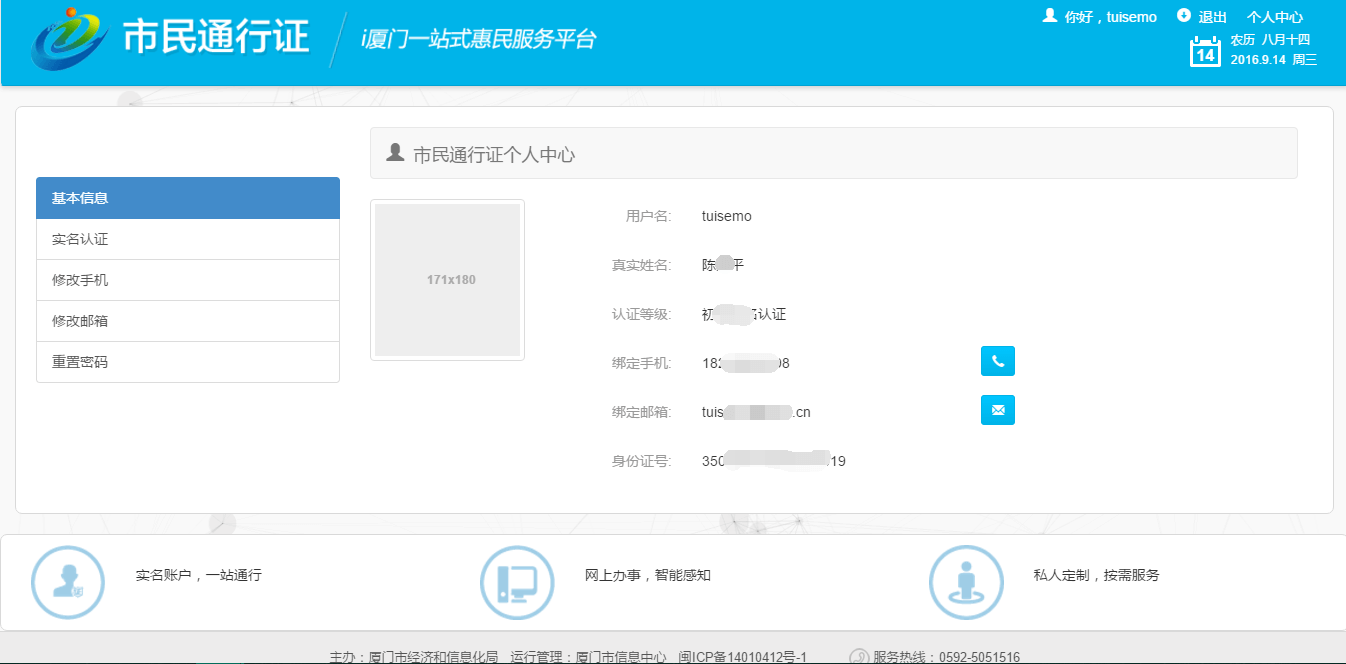 市民通行证
i厦门一站式惠民服务平台
你好，tuisemo 退出 个人中心
14
农历 八月十四
2016.9.14 周三
市民通行证个人中心
基本信息
实名认证
修改手机
修改邮箱
重置密码
171x180
用户名: tuisemo
真实姓名: 陈 平
认证等级: 初 认证
绑定手机: 18 08
绑定邮箱: tuis .cn
身份证号: 350 19
实名账户，一站通行
网上办事，智能感知
私人定制，按需服务
主办：厦门市经济和信息化局 运行管理：厦门市信息中心 闽ICP备14010412号-1 服务热线：0592-5051516